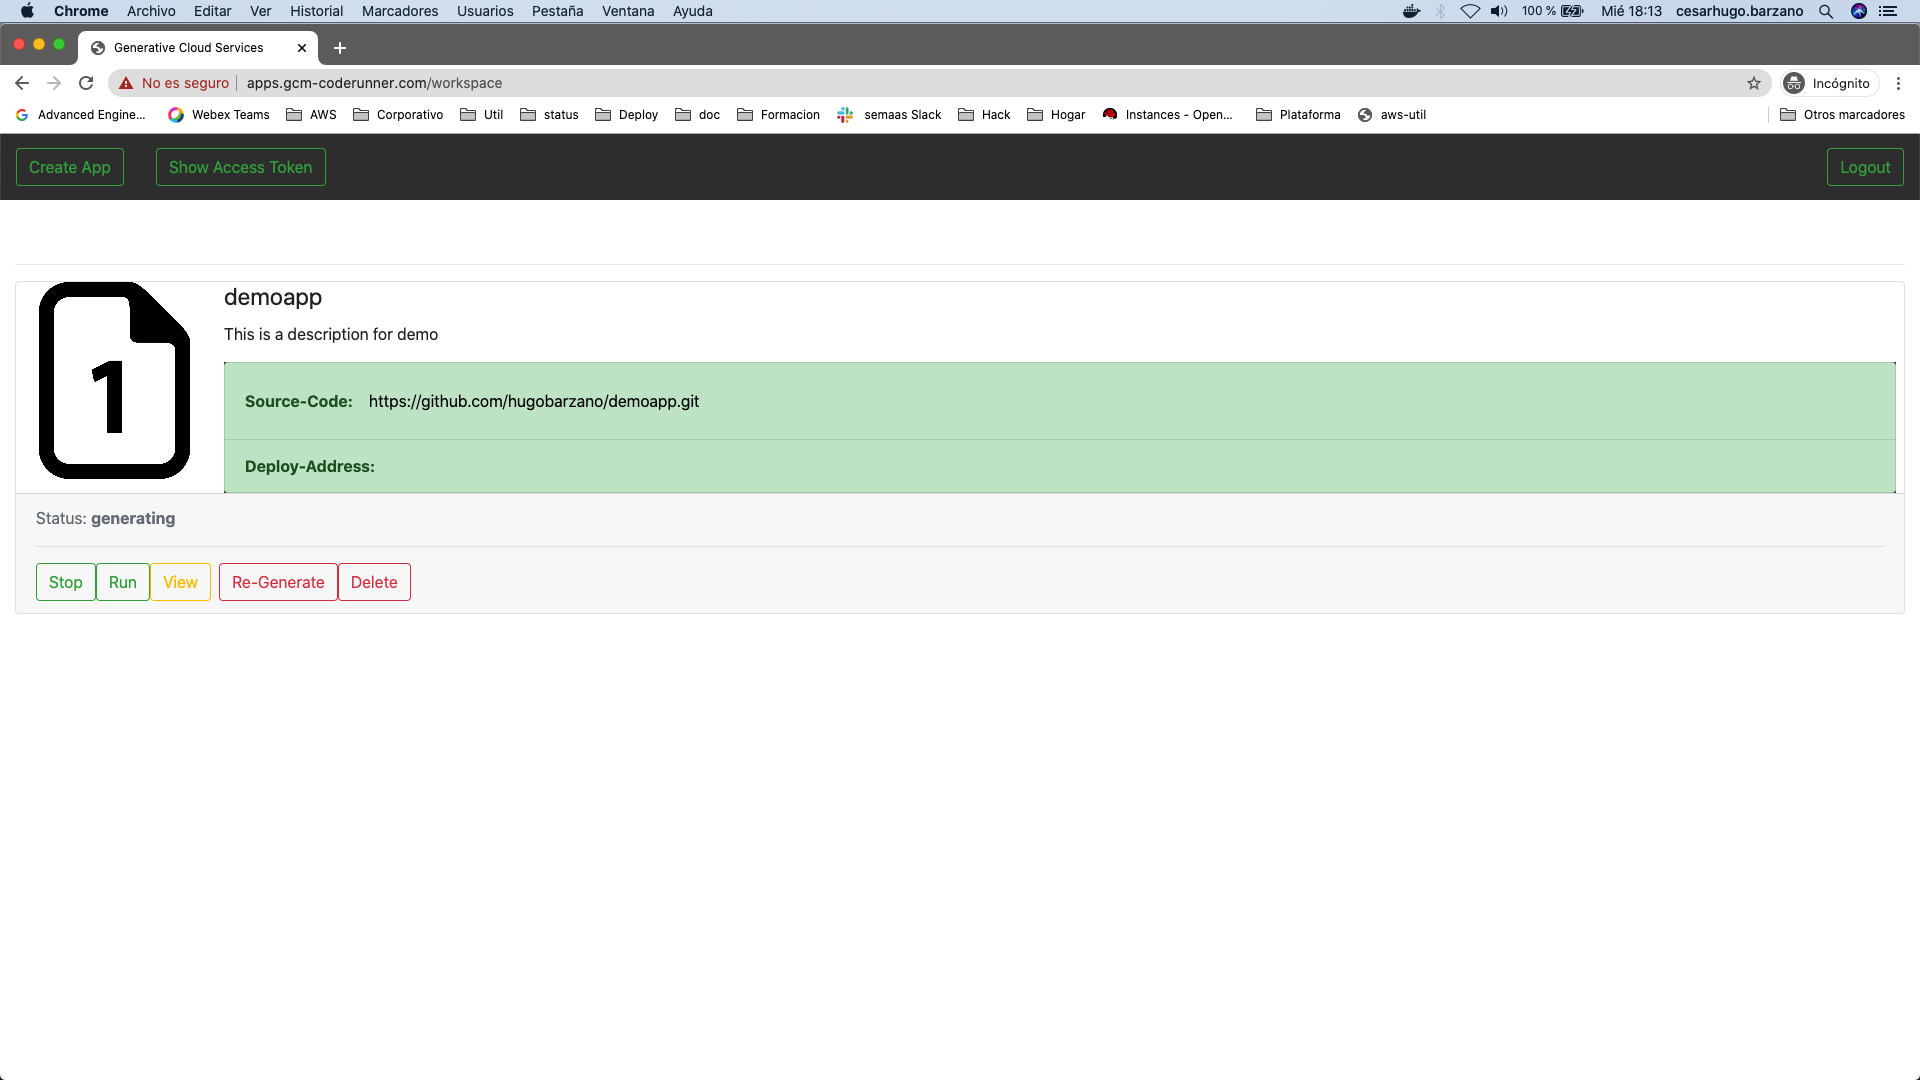 Chrome Archivo Editar Ver Historial Marcadores Usuarios Pestaña Ventana Ayuda 100 % Mié 18:13 cesarhugo.barzano
Generative Cloud Services
No es seguro apps.gcm-coderunner.com/workspace Incógnito
Advanced Engine... Webex Teams AWS Corporativo Util status Deploy doc Formacion semaas Slack Hack Hogar Instances - Open... Plataforma aws-util Otros marcadores
Create App Show Access Token Logout
1
demoapp
This is a description for demo
Source-Code: https://github.com/hugobarzano/demoapp.git
Deploy-Address:
Status: generating
Stop Run View Re-Generate Delete